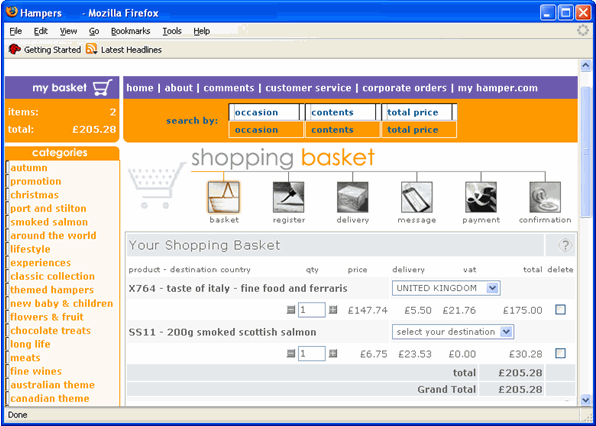 Hampers - Mozilla Firefox
File Edit View Go Bookmarks Tools Help
Getting Started Latest Headlines
my basket
home | about | comments | customer service | corporate orders | my hamper.com
items: 2
total: £205.28
search by:
occasion contents total price
occasion contents total price
categories
autumn
promotion
christmas
port and stilton
smoked salmon
around the world
lifestyle
experiences
classic collection
themed hampers
new baby & children
flowers & fruit
chocolate treats
long life
meats
fine wines
australian theme
canadian theme
shopping basket
basket register delivery message payment confirmation
Your Shopping Basket ?
product - destination country qty price delivery vat total delete
X764 - taste of italy - fine food and ferraris UNITED KINGDOM
1 £147.74 £5.50 £21.76 £175.00
SS11 - 200g smoked scottish salmon select your destination
1 £6.75 £23.53 £0.00 £30.28
total £205.28
Grand Total £205.28
Done